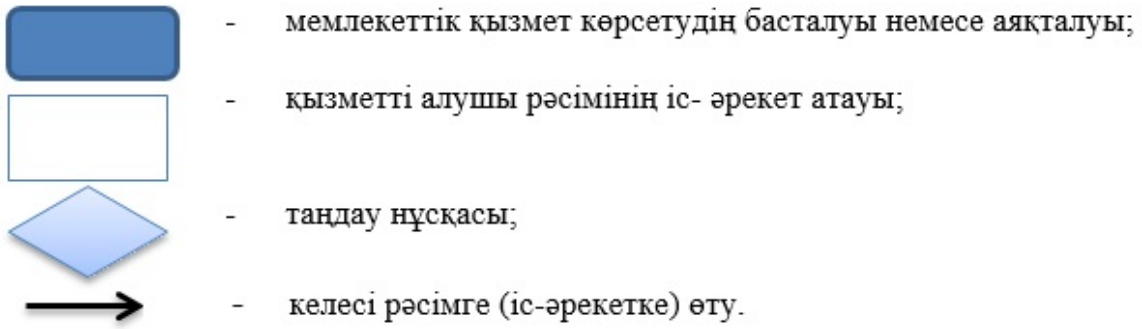 - мемлекеттік қызмет көрсетудің басталуы немесе аяқталуы;
- қызметті алушы рәсімінің іс- әрекет атауы;
- таңдау нұсқасы;
- келесі рәсімге (іс-әрекетке) өту.